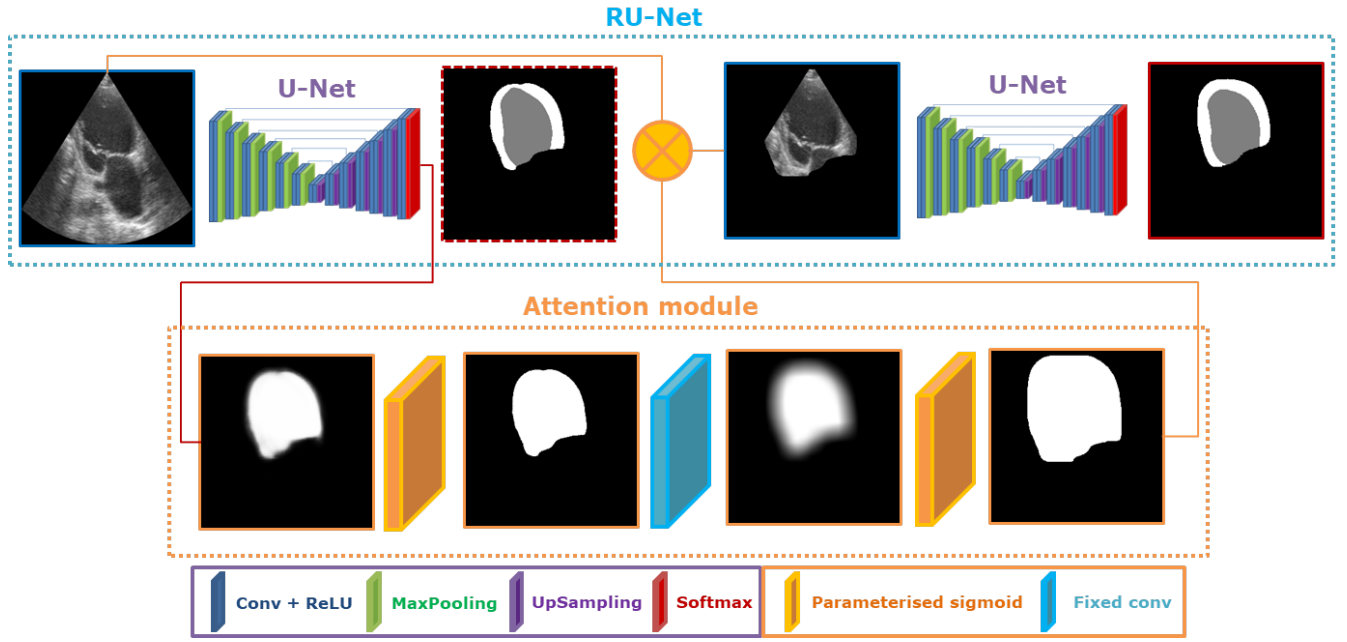 RU-Net
U-Net
U-Net
Attention module
Conv + ReLU
MaxPooling
UpSampling
Softmax
Parameterised sigmoid
Fixed conv